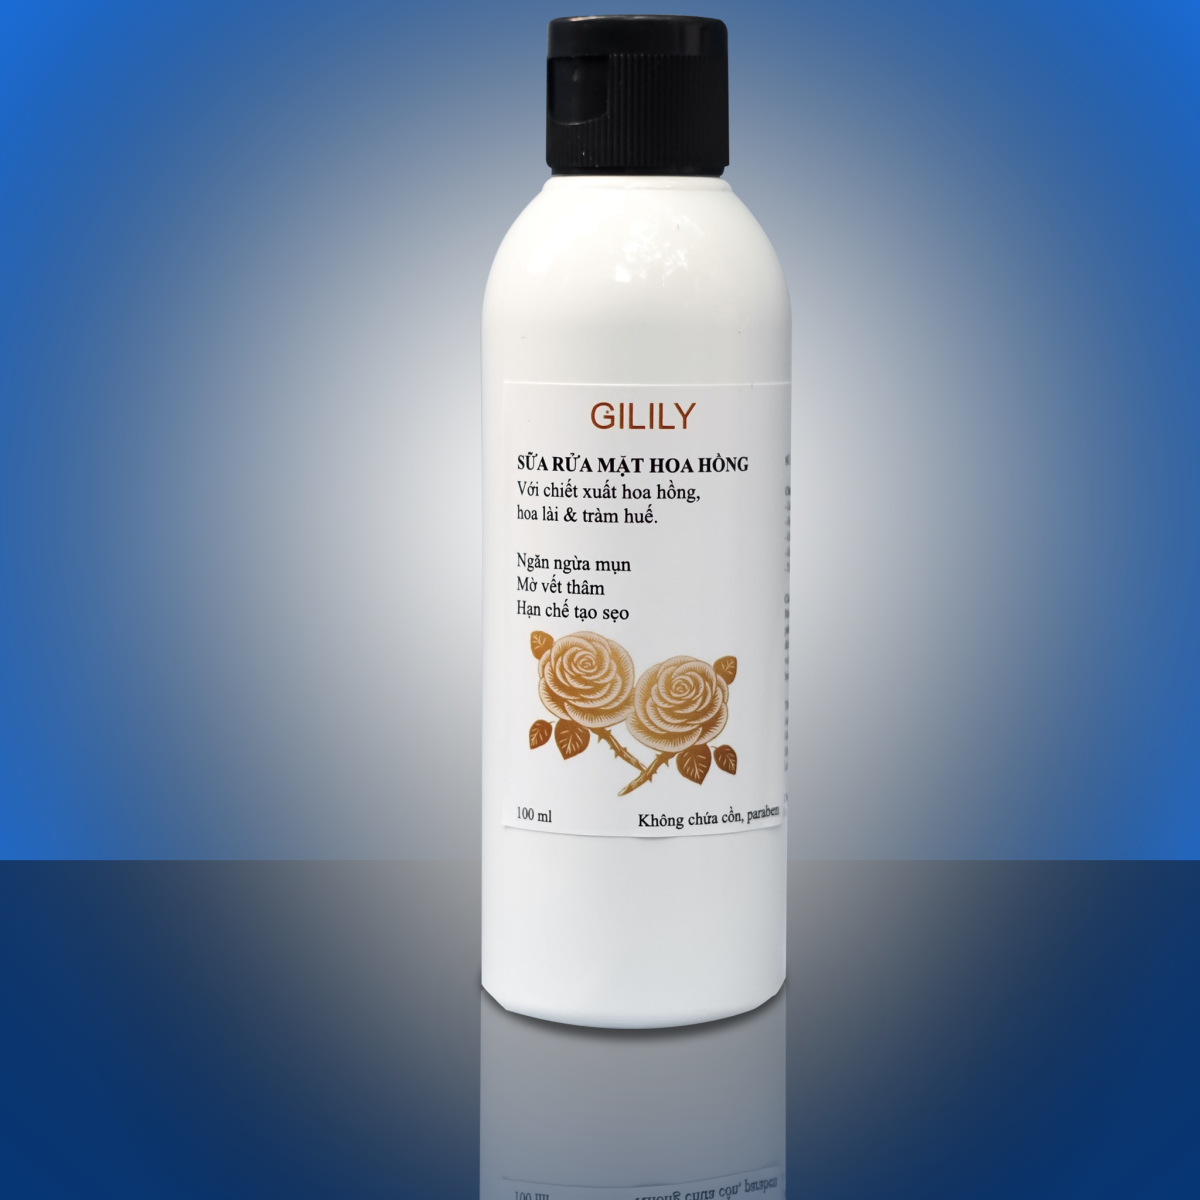 GILILY
SỮA RỬA MẶT HOA HỒNG
Với chiết xuất hoa hồng,
hoa lài & tràm huế.
Ngăn ngừa mụn
Mờ vết thâm
Hạn chế tạo sẹo
100 ml
Không chứa cồn, paraben